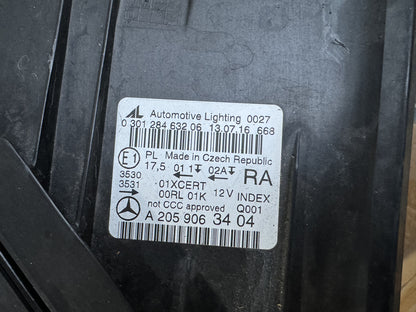 AL Automotive Lighting 0027
0 301 284 632 06 13.07.16 668
E1 PL Made in Czech Republic
17,5 01 1 02A RA
3530
3531 01XCERT
00RL 01K 12V INDEX
not CCC approved Q001
A 205 906 34 04